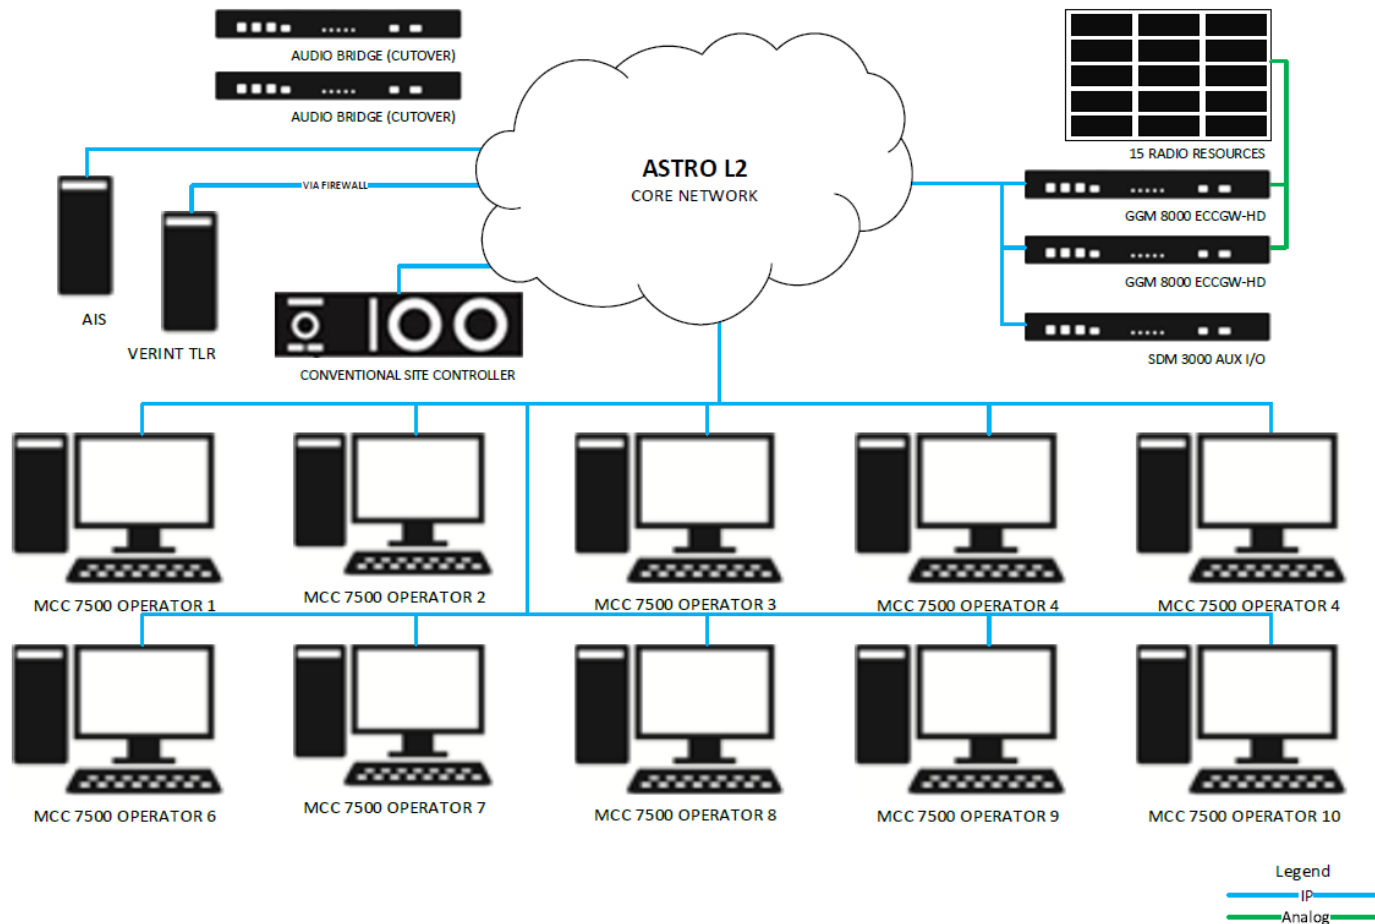 AUDIO BRIDGE (CUTOVER)
AUDIO BRIDGE (CUTOVER)
15 RADIO RESOURCES
ASTRO L2
CORE NETWORK
VIA FIREWALL
GGM 8000 ECCGW-HD
GGM 8000 ECCGW-HD
AIS
VERINT TLR
CONVENTIONAL SITE CONTROLLER
SDM 3000 AUX I/O
MCC 7500 OPERATOR 1
MCC 7500 OPERATOR 2
MCC 7500 OPERATOR 3
MCC 7500 OPERATOR 4
MCC 7500 OPERATOR 4
MCC 7500 OPERATOR 6
MCC 7500 OPERATOR 7
MCC 7500 OPERATOR 8
MCC 7500 OPERATOR 9
MCC 7500 OPERATOR 10
Legend
IP
Analog